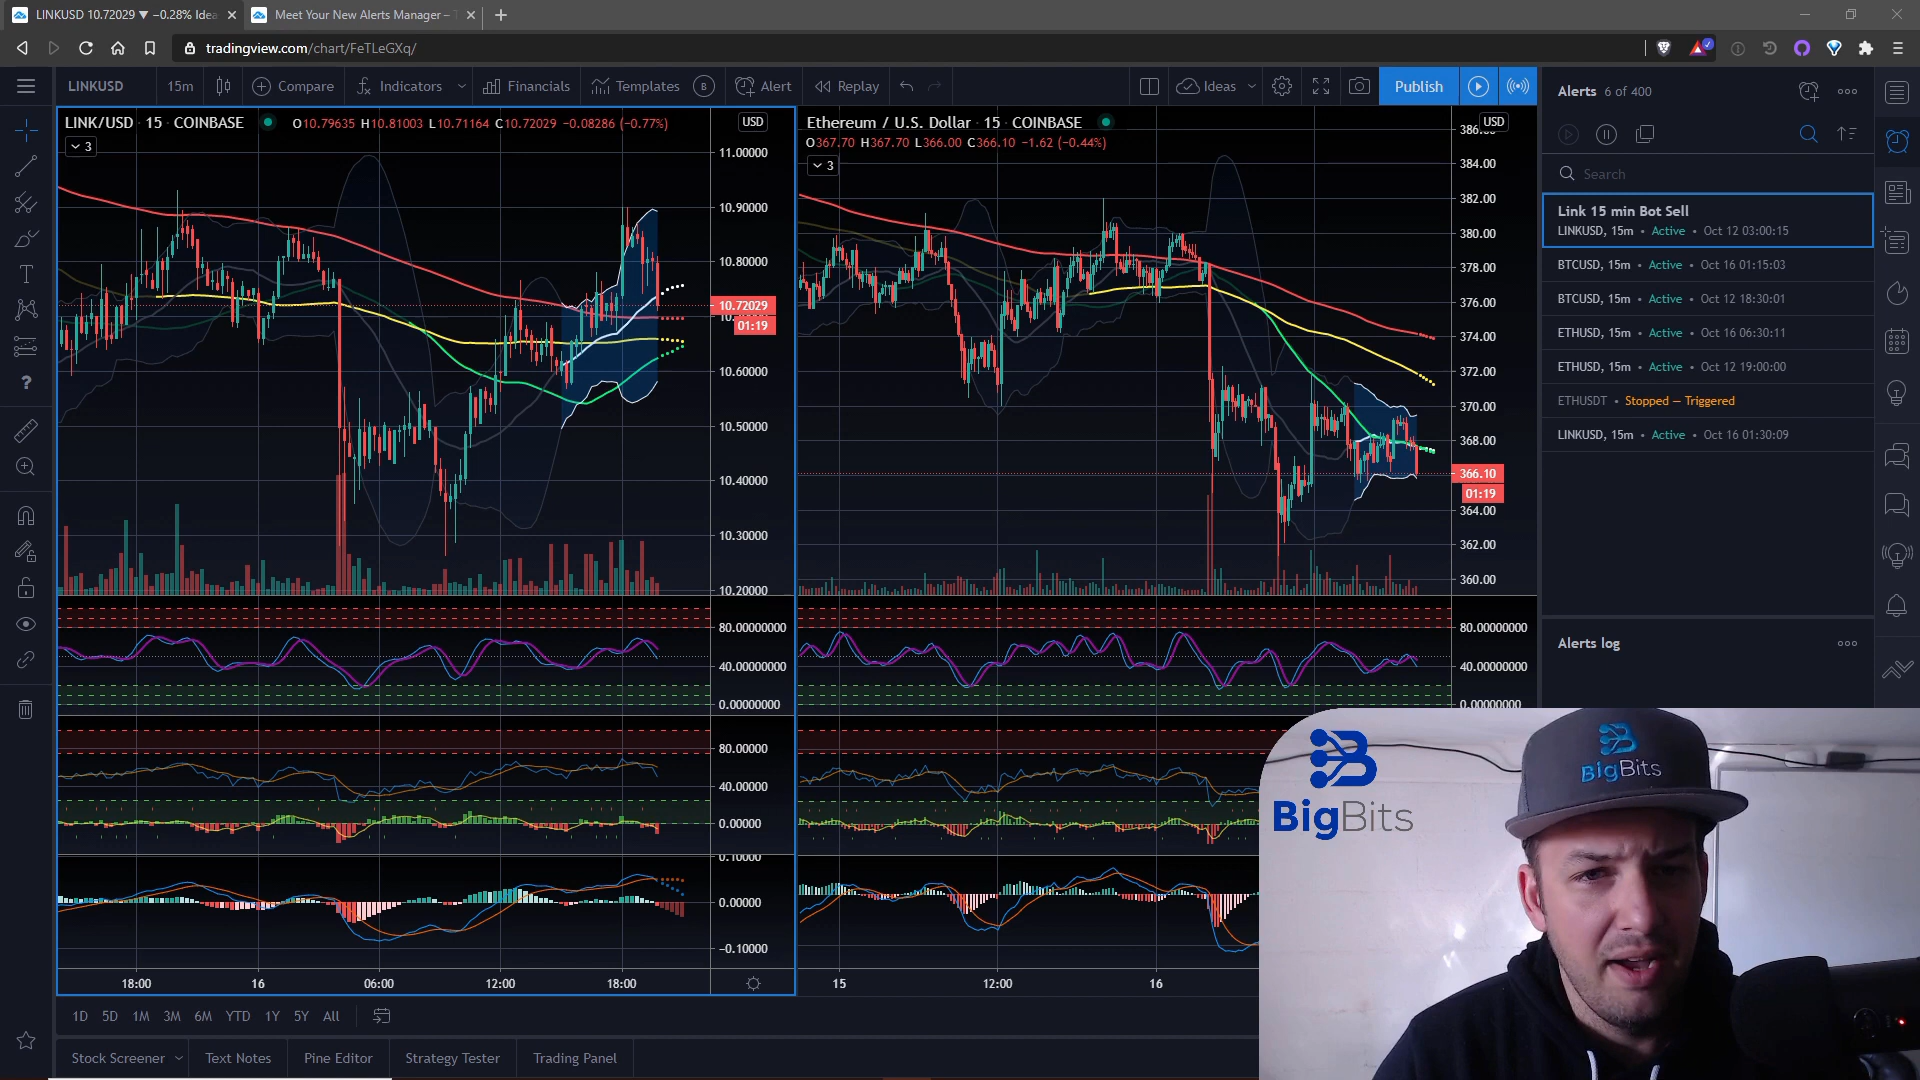 LINKUSD 10.72029 ▼ −0.28% Idea
Meet Your New Alerts Manager –
tradingview.com/chart/FeTLeGXq/
LINKUSD 15m Compare Indicators Financials Templates B Alert Replay Ideas Publish
LINK/USD · 15 · COINBASE O10.79635 H10.81003 L10.71164 C10.72029 −0.08286 (−0.77%) USD
3
11.00000
10.90000
10.80000
10.72029
01:19
10.60000
10.50000
10.40000
10.30000
10.20000
80.00000000
40.00000000
0.00000000
80.00000
40.00000
0.00000
0.10000
0.00000
−0.10000
18:00 16 06:00 12:00 18:00
Ethereum / U.S. Dollar · 15 · COINBASE USD
O367.70 H367.70 L366.00 C366.10 −1.62 (−0.44%)
3
384.00
382.00
380.00
378.00
376.00
374.00
372.00
370.00
368.00
366.10
01:19
364.00
362.00
360.00
80.00000000
40.00000000
0.00000000
15 12:00 16
1D 5D 1M 3M 6M YTD 1Y 5Y All
Stock Screener Text Notes Pine Editor Strategy Tester Trading Panel
Alerts 6 of 400
Search
Link 15 min Bot Sell
LINKUSD, 15m • Active • Oct 12 03:00:15
BTCUSD, 15m • Active • Oct 16 01:15:03
BTCUSD, 15m • Active • Oct 12 18:30:01
ETHUSD, 15m • Active • Oct 16 06:30:11
ETHUSD, 15m • Active • Oct 12 19:00:00
ETHUSDT • Stopped — Triggered
LINKUSD, 15m • Active • Oct 16 01:30:09
Alerts log
BigBits
BigBits